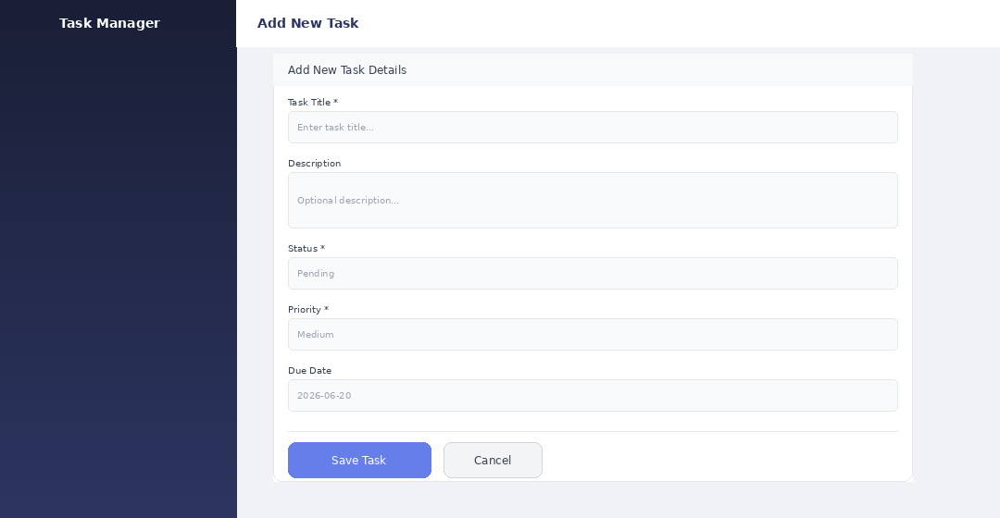 Task Manager
Add New Task
Add New Task Details
Task Title *
Enter task title...
Description
Optional description...
Status *
Pending
Priority *
Medium
Due Date
2026-06-20
Save Task
Cancel